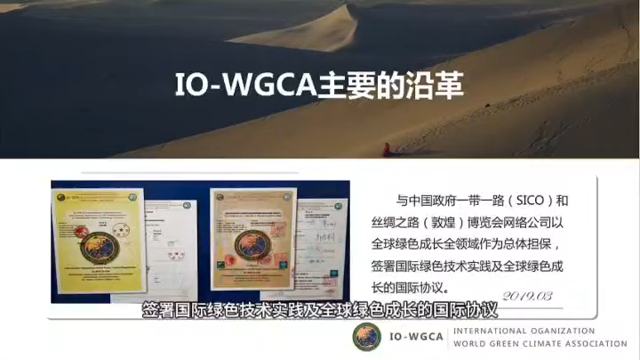 IO-WGCA主要的沿革
与中国政府一带一路（SICO）和
丝绸之路（敦煌）博览会网络公司以
全球绿色成长全领域作为总体担保，
签署国际绿色技术实践及全球绿色成
长的国际协议。
2019.03
签署国际绿色技术实践及全球绿色成长的国际协议
IO-WGCA
INTERNATIONAL OGANIZATION
WORLD GREEN CLIMATE ASSOCIATION